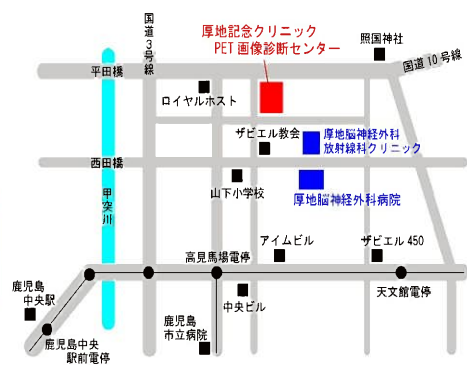 厚地記念クリニック
PET画像診断センター
国道3号線
照国神社
国道10号線
平田橋
ロイヤルホスト
ザビエル教会
厚地脳神経外科
放射線科クリニック
西田橋
山下小学校
厚地脳神経外科病院
甲突川
高見馬場電停
アイムビル
ザビエル450
鹿児島
中央駅
中央ビル
天文館電停
鹿児島
市立病院
鹿児島中央
駅前電停